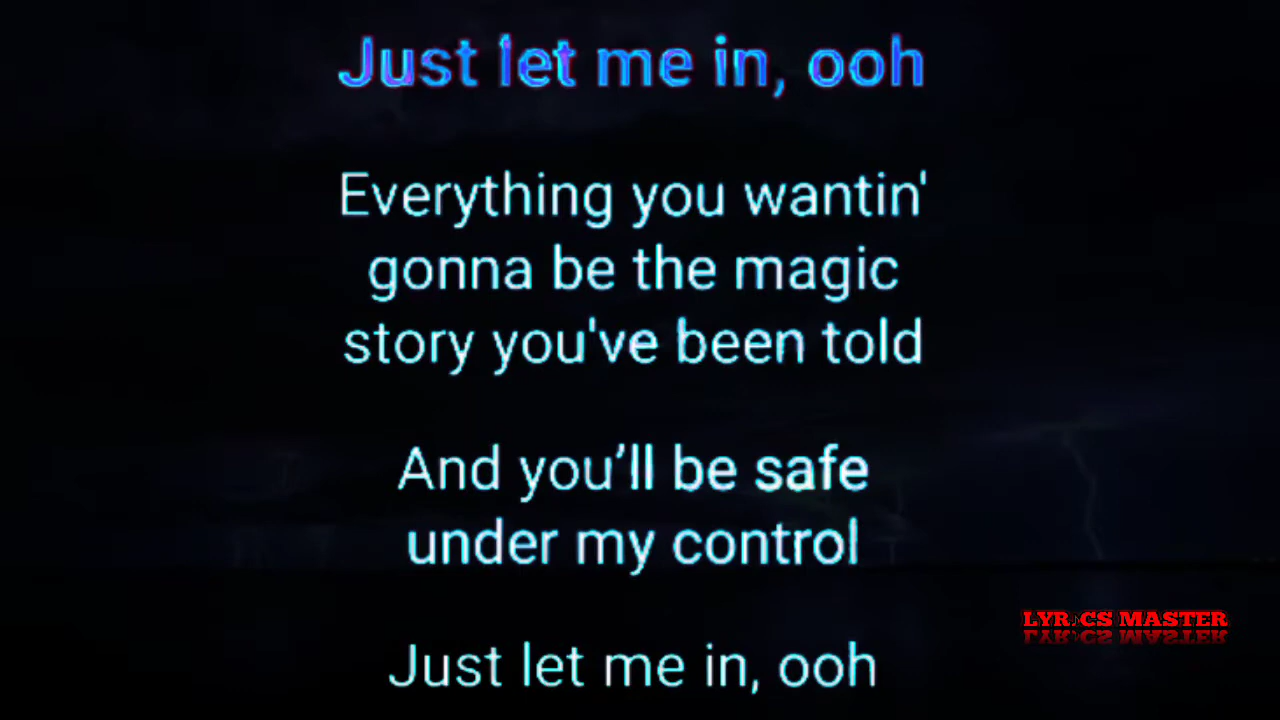 Just let me in, ooh
Everything you wantin'
gonna be the magic
story you've been told
And you’ll be safe
under my control
Just let me in, ooh
LYRICS MASTER